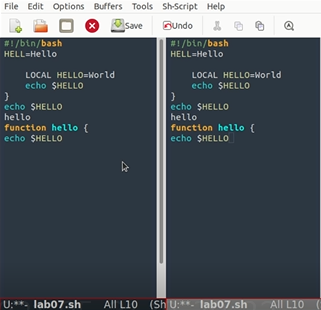 File Edit Options Buffers Tools Sh-Script Help
Save Undo
#!/bin/bash
HELL=Hello
LOCAL HELLO=World
echo $HELLO
}
echo $HELLO
hello
function hello {
echo $HELLO
U:**- lab07.sh All L10 (Sh
#!/bin/bash
HELL=Hello
LOCAL HELLO=World
echo $HELLO
}
echo $HELLO
hello
function hello {
echo $HELLO
U:**- lab07.sh All L10 (S